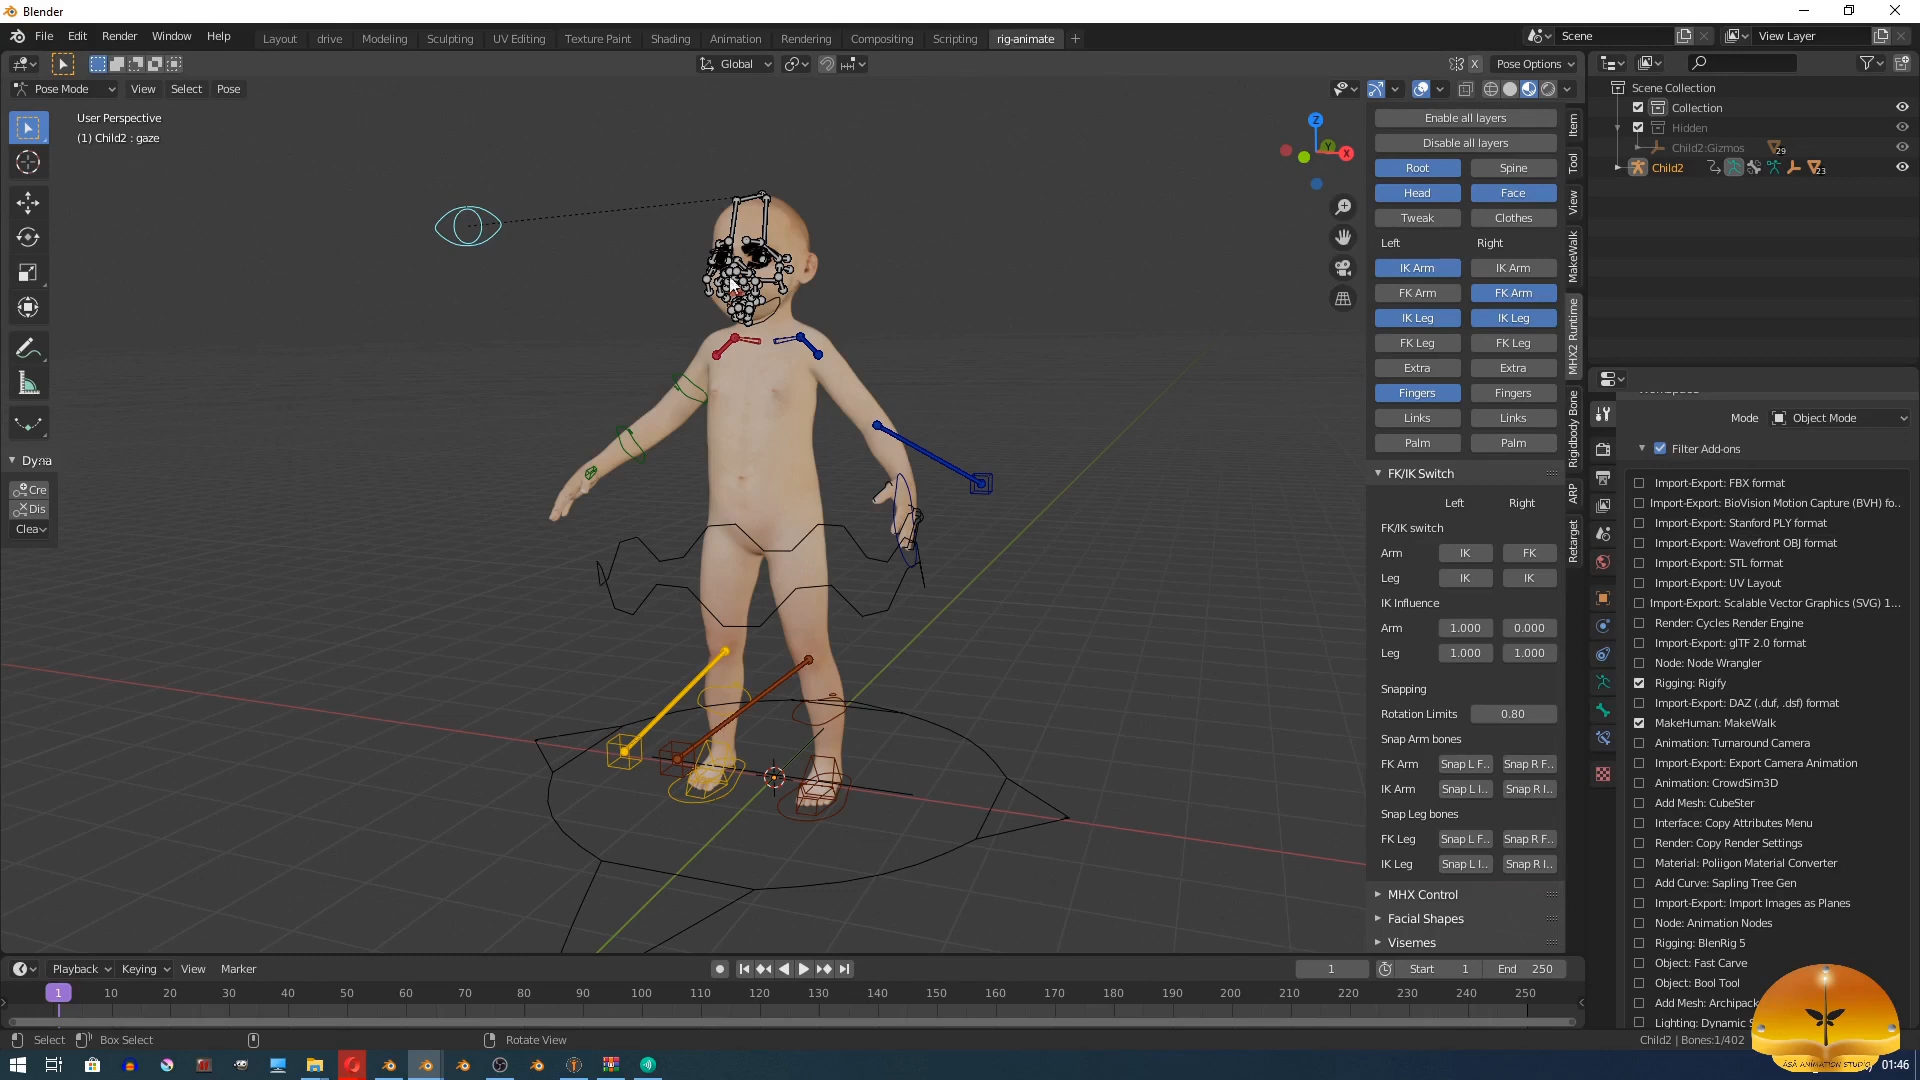 Blender
File Edit Render Window Help
Layout drive Modeling Sculpting UV Editing Texture Paint Shading Animation Rendering Compositing Scripting rig-animate
Scene View Layer
Global X Pose Options
Pose Mode View Select Pose
User Perspective
(1) Child2 : gaze
Z
Y
X
Enable all layers
Disable all layers
Root Spine
Head Face
Tweak Clothes
Left Right
IK Arm IK Arm
FK Arm FK Arm
IK Leg IK Leg
FK Leg FK Leg
Extra Extra
Fingers Fingers
Links Links
Palm Palm
FK/IK Switch
Left Right
FK/IK switch
Arm IK FK
Leg IK IK
IK Influence
Arm 1.000 0.000
Leg 1.000 1.000
Snapping
Rotation Limits 0.80
Snap Arm bones
FK Arm Snap L F.. Snap R F..
IK Arm Snap L I.. Snap R I..
Snap Leg bones
FK Leg Snap L F.. Snap R F..
IK Leg Snap L I.. Snap R I..
MHX Control
Facial Shapes
Visemes
Item
Tool
View
MakeWalk
MHX2 Runtime
Rigidbody Bone
ARP
Retarget
Scene Collection
Collection
Hidden
Child2:Gizmos 29
Child2 23
Mode Object Mode
Filter Add-ons
Import-Export: FBX format
Import-Export: BioVision Motion Capture (BVH) fo..
Import-Export: Stanford PLY format
Import-Export: Wavefront OBJ format
Import-Export: STL format
Import-Export: UV Layout
Import-Export: Scalable Vector Graphics (SVG) 1...
Render: Cycles Render Engine
Import-Export: glTF 2.0 format
Node: Node Wrangler
Rigging: Rigify
Import-Export: DAZ (.duf, .dsf) format
MakeHuman: MakeWalk
Animation: Turnaround Camera
Import-Export: Export Camera Animation
Animation: CrowdSim3D
Add Mesh: CubeSter
Interface: Copy Attributes Menu
Render: Copy Render Settings
Material: Poliigon Material Converter
Add Curve: Sapling Tree Gen
Import-Export: Import Images as Planes
Node: Animation Nodes
Rigging: BlenRig 5
Object: Fast Carve
Object: Bool Tool
Add Mesh: Archipack
Lighting: Dynamic S
Dyna
Cre
Dis
Clea
Playback Keying View Marker
1 Start 1 End 250
1 10 20 30 40 50 60 70 80 90 100 110 120 130 140 150 160 170 180 190 200 210 220 230 240 250
Select Box Select Rotate View
Child2 | Bones:1/402
ASA ANIMATION STUDIO
01:46